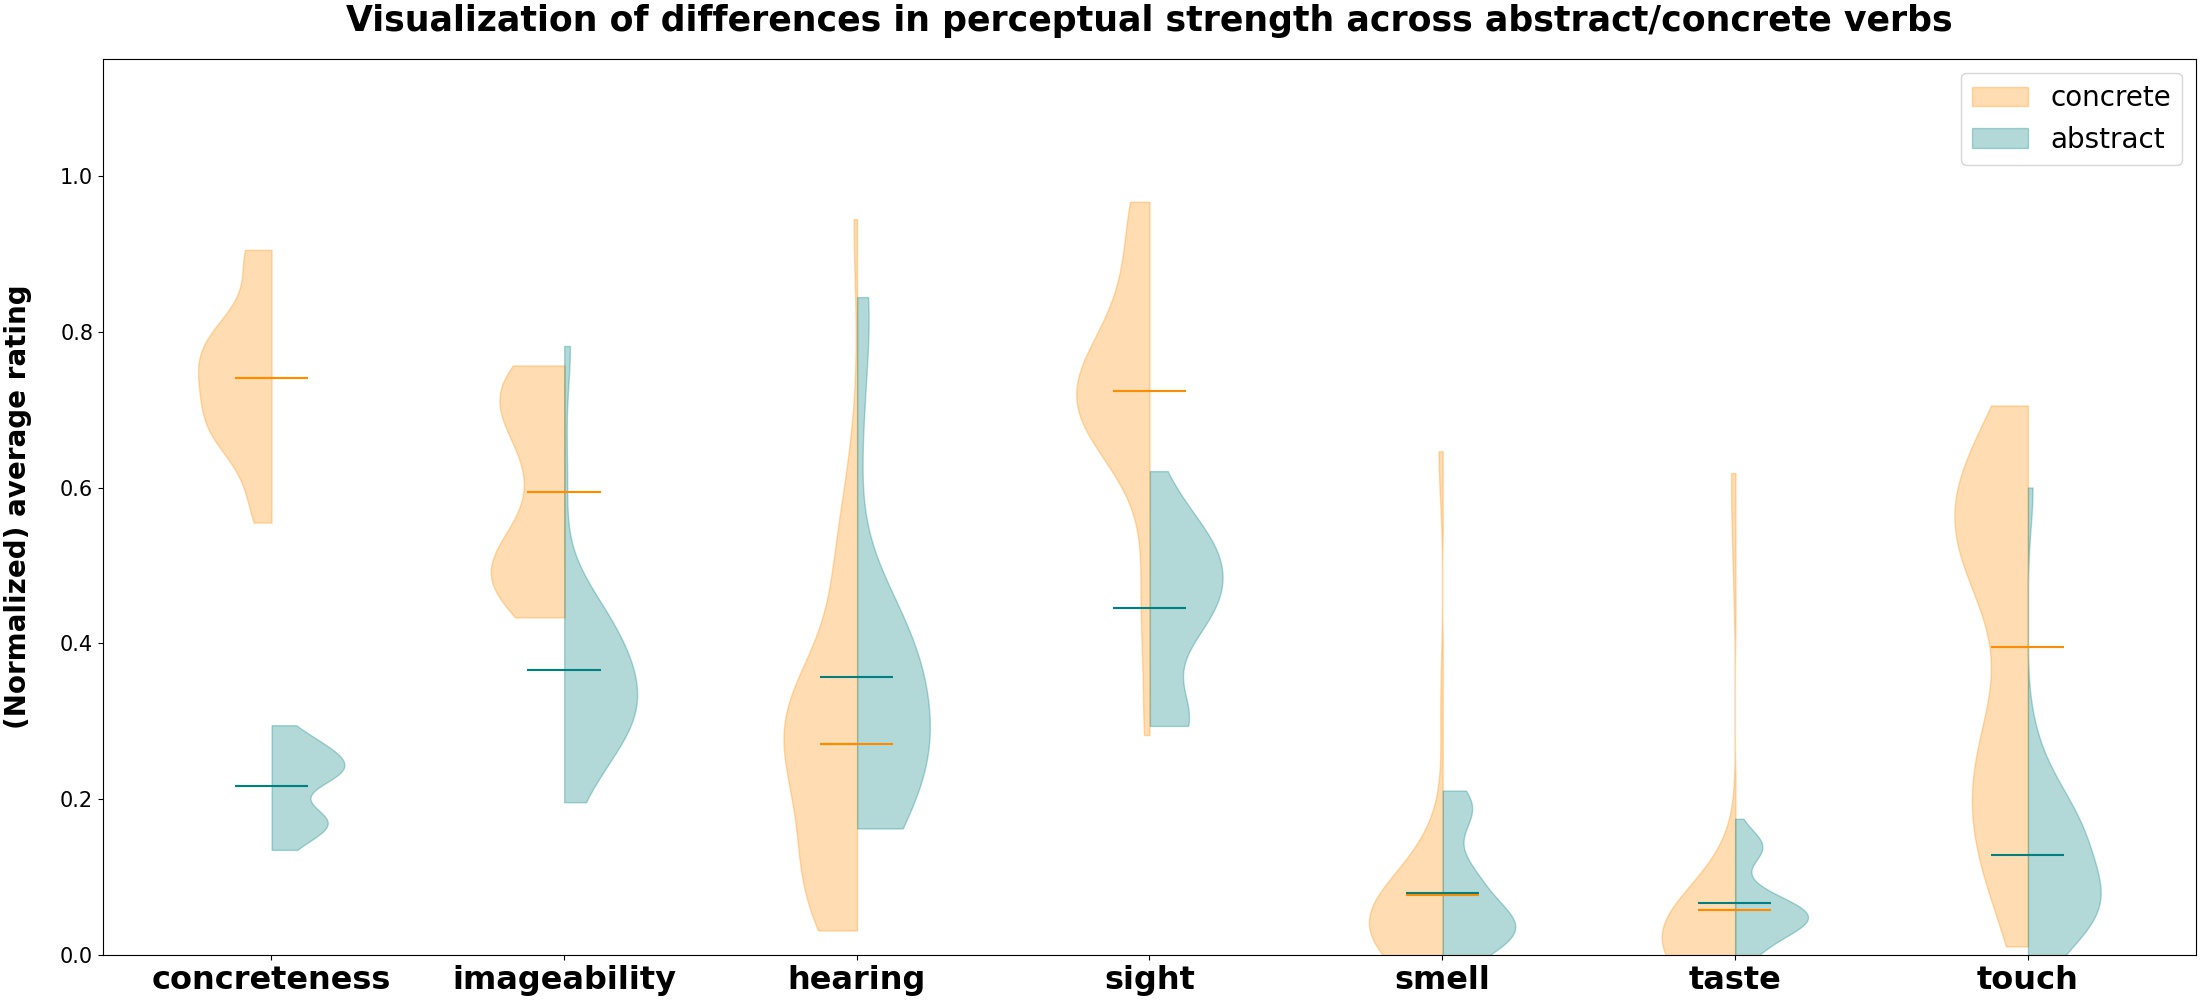 Visualization of differences in perceptual strength across abstract/concrete verbs
concrete
abstract
(Normalized) average rating
1.0
0.8
0.6
0.4
0.2
0.0
concreteness imageability hearing sight smell taste touch